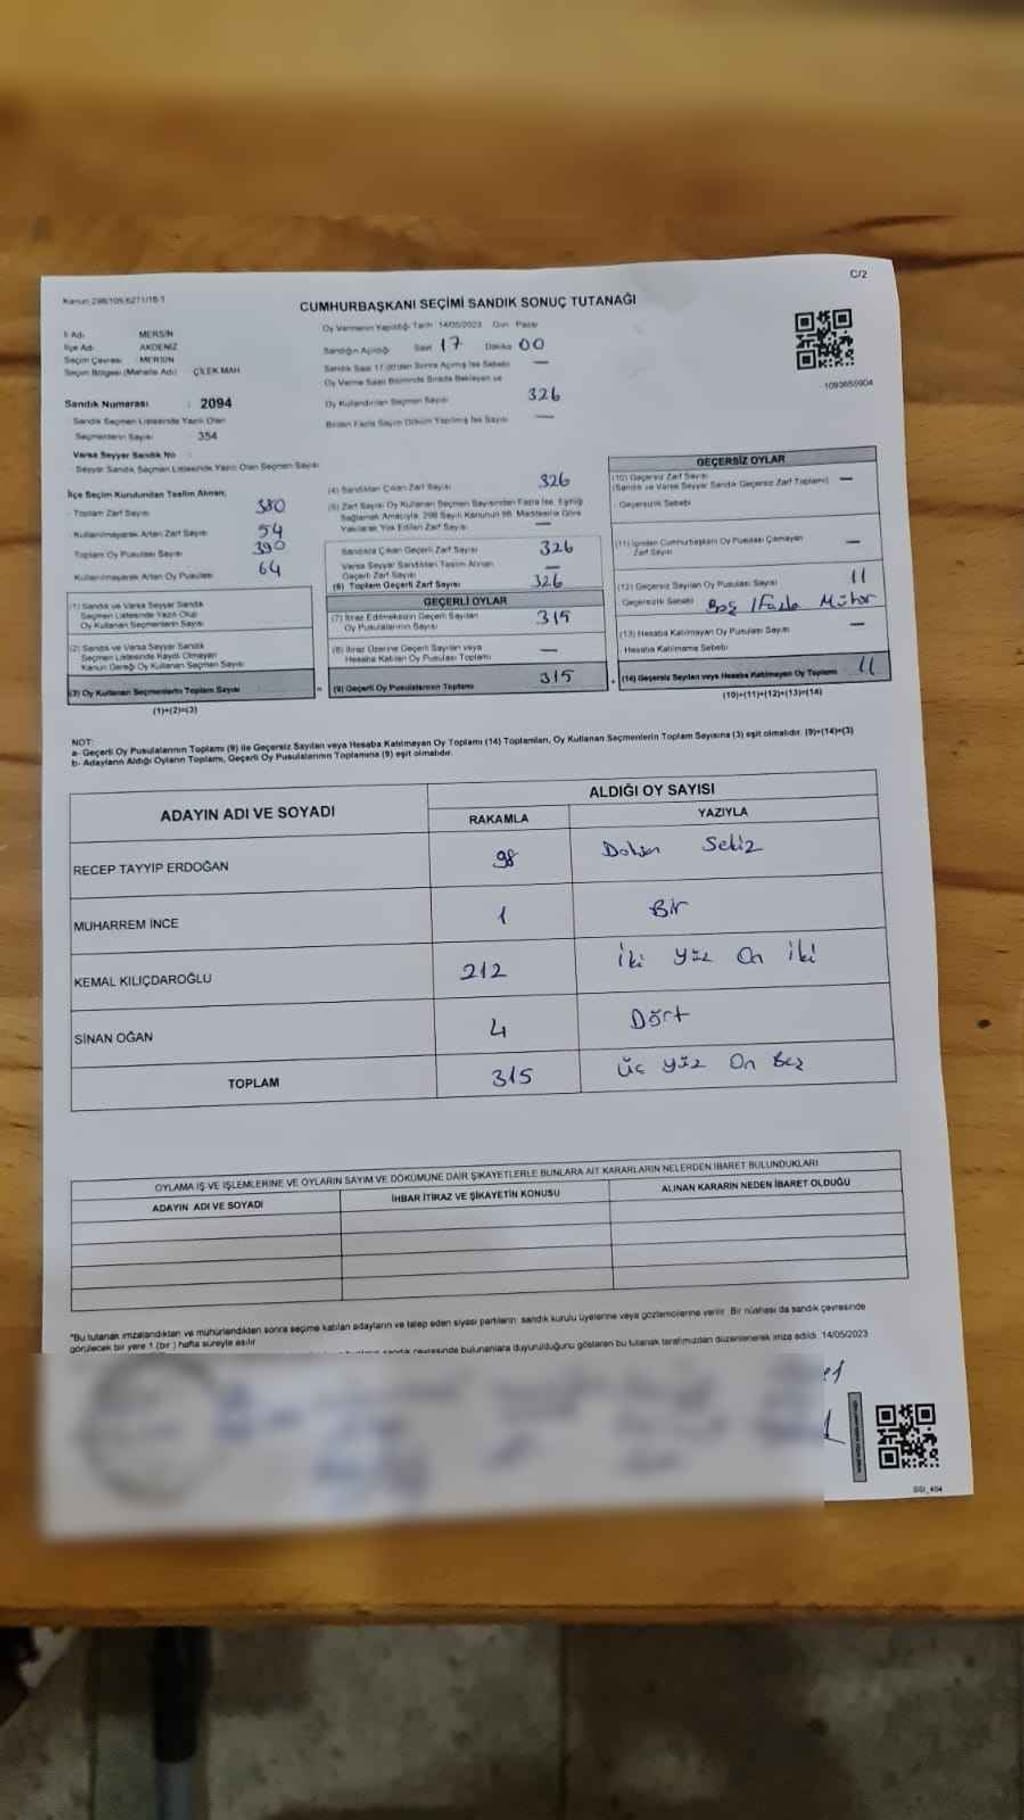 C/2
Kanun 298/105,6271/18-1
CUMHURBAŞKANI SEÇİMİ SANDIK SONUÇ TUTANAĞI
İl Adı MERSİN
İlçe Adı AKDENİZ
Seçim Çevresi MERSİN
Seçim Bölgesi (Mahalle Adı) ÇİLEK MAH
Sandık Numarası : 2094
Sandık Seçmen Listesinde Yazılı Olan
Seçmenlerin Sayısı 354
Varsa Seyyar Sandık No :
Seyyar Sandık Seçmen Listesinde Yazılı Olan Seçmen Sayısı
Oy Vermenin Yapıldığı Tarih 14/05/2023 Gün Pazar
Sandığın Açıldığı Saat 17 Dakika 00
Sandık Saat 17.00'den Sonra Açılmış İse Sebebi —
Oy Verme Saati Bitiminde Sırada Bekleyen ve
Oy Kullandırılan Seçmen Sayısı 326
Birden Fazla Sayım Döküm Yapılmış İse Sayısı —
1093655904
İlçe Seçim Kurulundan Teslim Alınan;
Toplam Zarf Sayısı 380
Kullanılmayarak Artan Zarf Sayısı 54
Toplam Oy Pusulası Sayısı 390
Kullanılmayarak Artan Oy Pusulası 64
(1) Sandık ve Varsa Seyyar Sandık
Seçmen Listesinde Yazılı Olup
Oy Kullanan Seçmenlerin Sayısı
(2) Sandık ve Varsa Seyyar Sandık
Seçmen Listesinde Kaydı Olmayan
Kanun Gereği Oy Kullanan Seçmen Sayısı
(3) Oy Kullanan Seçmenlerin Toplam Sayısı
(1)+(2)=(3)
(4) Sandıktan Çıkan Zarf Sayısı 326
(5) Zarf Sayısı Oy Kullanan Seçmen Sayısından Fazla İse, Eşitliği
Sağlamak Amacıyla, 298 Sayılı Kanunun 98. Maddesine Göre
Yakılarak Yok Edilen Zarf Sayısı —
Sandıkta Çıkan Geçerli Zarf Sayısı 326
Varsa Seyyar Sandıktan Teslim Alınan
Geçerli Zarf Sayısı —
(6) Toplam Geçerli Zarf Sayısı 326
GEÇERLİ OYLAR
(7) İtiraz Edilmeksizin Geçerli Sayılan
Oy Pusulalarının Sayısı 315
(8) İtiraz Üzerine Geçerli Sayılan veya
Hesaba Katılan Oy Pusulası Toplamı —
= (9) Geçerli Oy Pusulalarının Toplamı 315
GEÇERSİZ OYLAR
(10) Geçersiz Zarf Sayısı
(Sandık ve Varsa Seyyar Sandık Geçersiz Zarf Toplamı) —
Geçersizlik Sebebi
(11) İçinden Cumhurbaşkanı Oy Pusulası Çıkmayan
Zarf Sayısı —
(12) Geçersiz Sayılan Oy Pusulası Sayısı 11
Geçersizlik Sebebi Boş / Fazla Mühür
(13) Hesaba Katılmayan Oy Pusulası Sayısı —
Hesaba Katılmama Sebebi
+ (14) Geçersiz Sayılan veya Hesaba Katılmayan Oy Toplamı 11
(10)+(11)+(12)+(13)=(14)
NOT:
a- Geçerli Oy Pusulalarının Toplamı (9) ile Geçersiz Sayılan veya Hesaba Katılmayan Oy Toplamı (14) Toplamları, Oy Kullanan Seçmenlerin Toplam Sayısına (3) eşit olmalıdır. (9)+(14)=(3)
b- Adayların Aldığı Oyların Toplamı, Geçerli Oy Pusulalarının Toplamına (9) eşit olmalıdır.
ADAYIN ADI VE SOYADI
ALDIĞI OY SAYISI
RAKAMLA YAZIYLA
RECEP TAYYİP ERDOĞAN 98 Doksan Sekiz
MUHARREM İNCE 1 Bir
KEMAL KILIÇDAROĞLU 212 İki yüz On iki
SİNAN OĞAN 4 Dört
TOPLAM 315 Üç yüz On beş
OYLAMA İŞ VE İŞLEMLERİNE VE OYLARIN SAYIM VE DÖKÜMÜNE DAİR ŞİKAYETLERLE BUNLARA AİT KARARLARIN NELERDEN İBARET BULUNDUKLARI
ADAYIN ADI VE SOYADI İHBAR İTİRAZ VE ŞİKAYETİN KONUSU ALINAN KARARIN NEDEN İBARET OLDUĞU
*Bu tutanak imzalandıktan ve mühürlendikten sonra seçime katılan adayların ve talep eden siyasi partilerin sandık kurulu üyelerine veya gözlemcilerine verilir. Bir nüshası da sandık çevresinde
görülecek bir yere 1 (bir ) hafta süreyle asılır
sandık çevresinde bulunanlara duyurulduğunu gösteren bu tutanak tarafımızdan düzenlenerek imza edildi. 14/05/2023